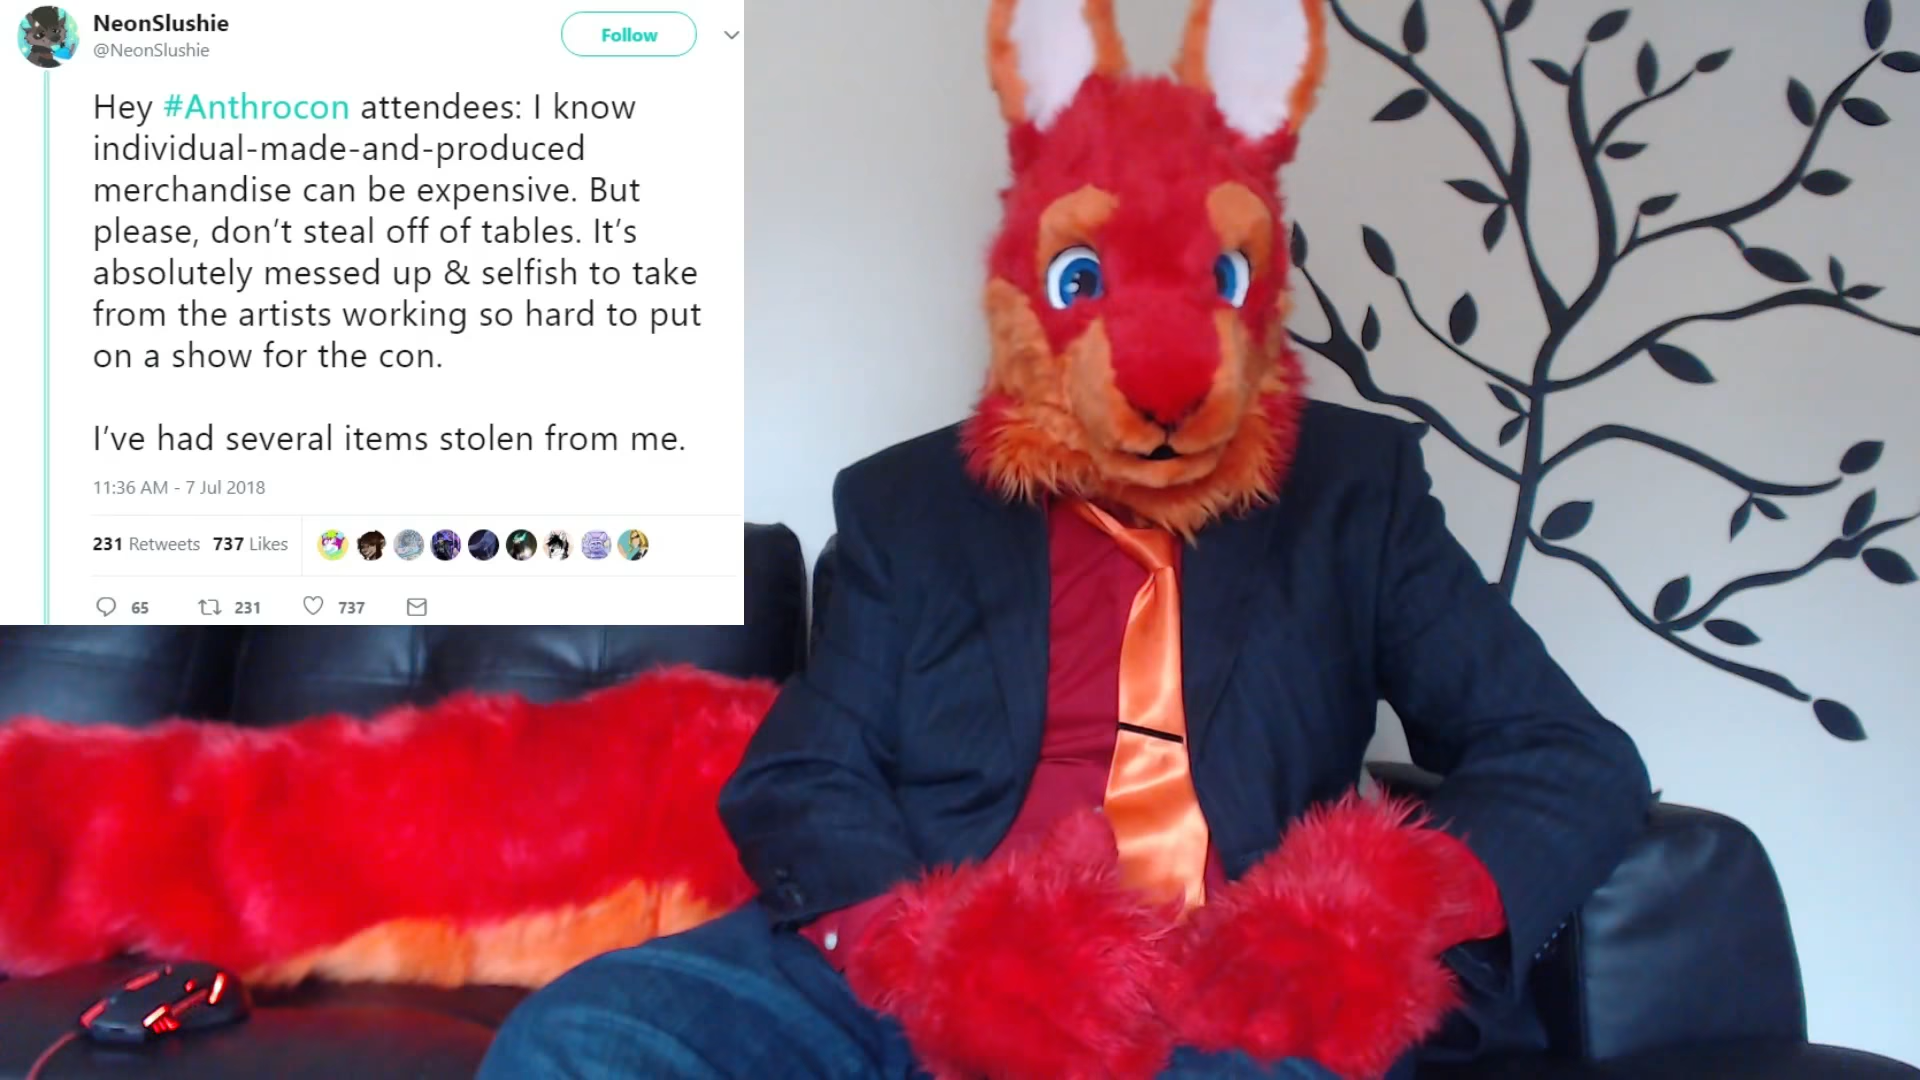 NeonSlushie
@NeonSlushie
Follow
Hey #Anthrocon attendees: I know
individual-made-and-produced
merchandise can be expensive. But
please, don’t steal off of tables. It’s
absolutely messed up & selfish to take
from the artists working so hard to put
on a show for the con.
I’ve had several items stolen from me.
11:36 AM - 7 Jul 2018
231 Retweets 737 Likes
65 231 737